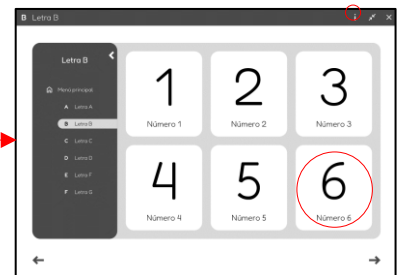 B Letra B
Letra B
Menú principal
A Letra A
B Letra B
C Letra C
D Letra D
E Letra F
F Letra G
1 2 3
Número 1 Número 2 Número 3
4 5 6
Número 4 Número 5 Número 6